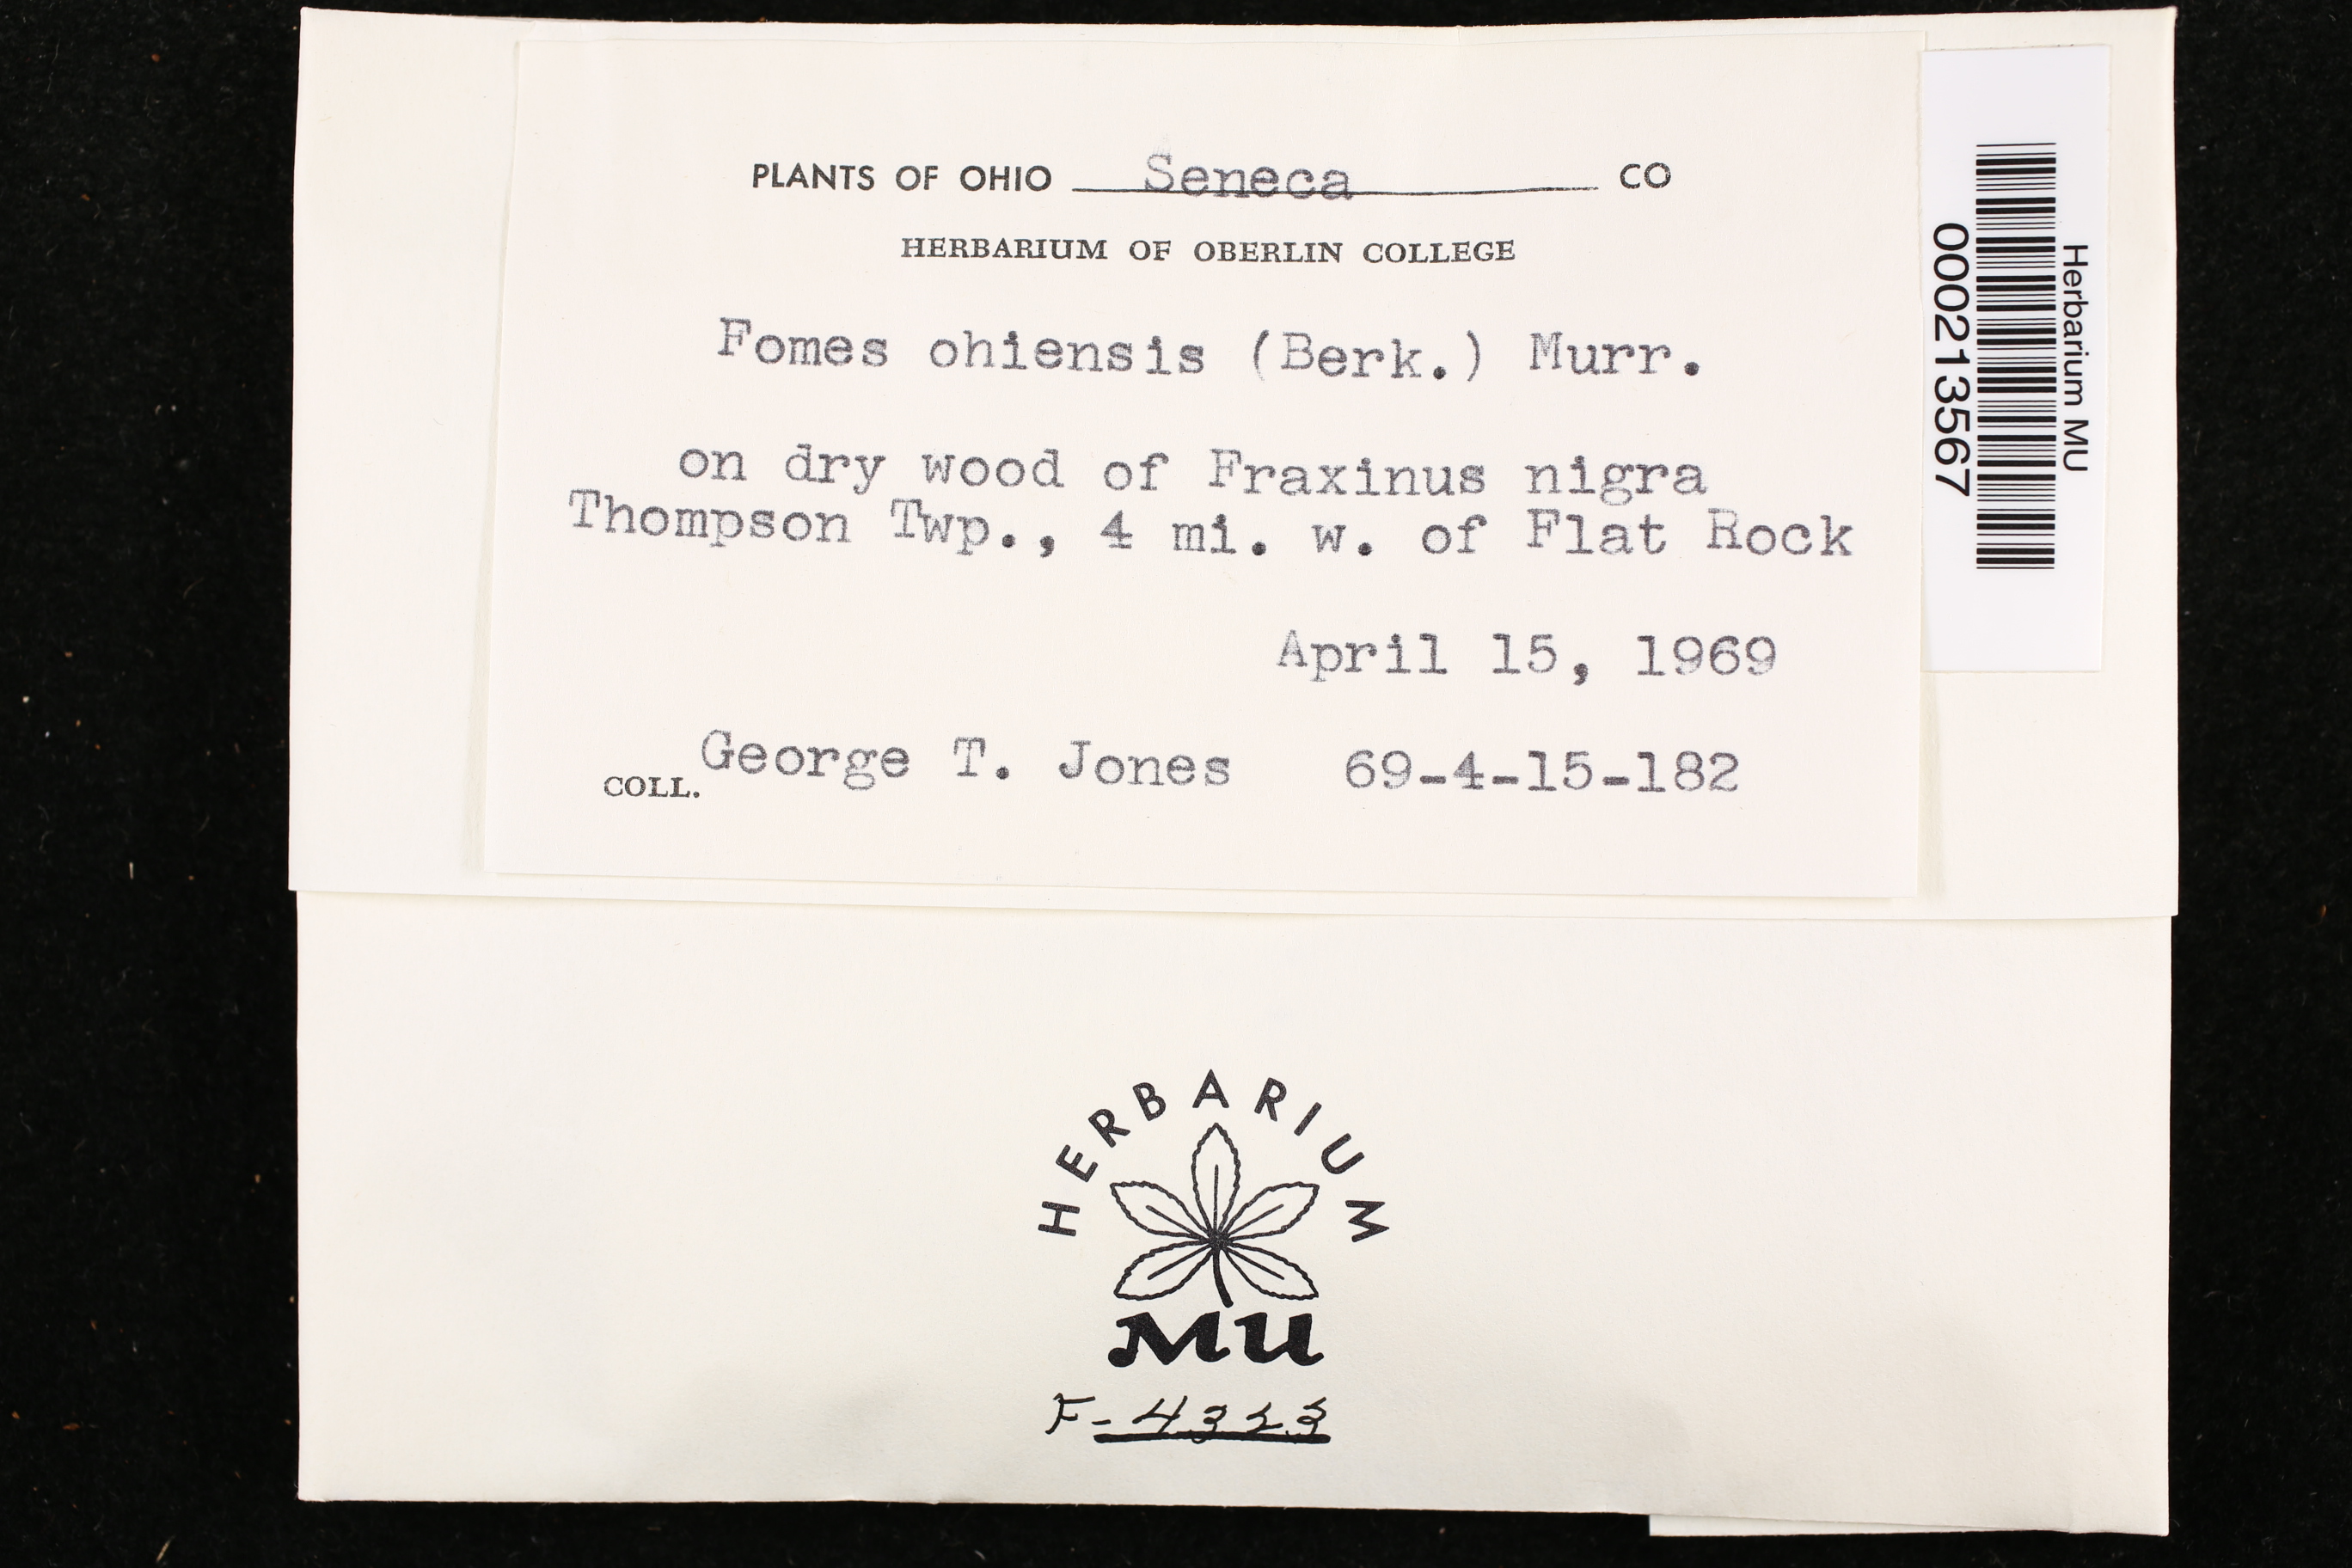 PLANTS OF OHIO Seneca CO
HERBARIUM OF OBERLIN COLLEGE
Fomes ohiensis (Berk.) Murr.
on dry wood of Fraxinus nigra
Thompson Twp., 4 mi. w. of Flat Rock
April 15, 1969
COLL. George T. Jones 69-4-15-182
Herbarium MU
000213567
HERBARIUM
MU
F-4323